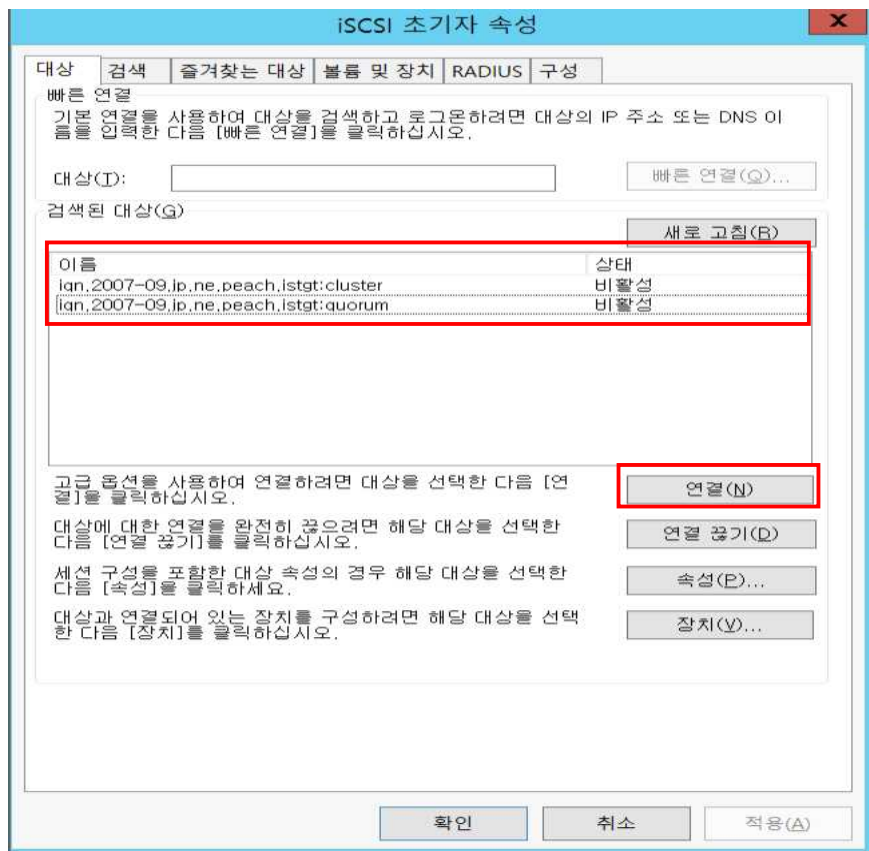 iSCSI 초기자 속성
대상 검색 즐겨찾는 대상 볼륨 및 장치 RADIUS 구성
빠른 연결
기본 연결을 사용하여 대상을 검색하고 로그온하려면 대상의 IP 주소 또는 DNS 이
름을 입력한 다음 [빠른 연결]을 클릭하십시오.
대상(T):
빠른 연결(Q)...
검색된 대상(G)
새로 고침(R)
이름 상태
iqn.2007-09.jp.ne.peach.istgt:cluster 비활성
iqn.2007-09.jp.ne.peach.istgt:quorum 비활성
고급 옵션을 사용하여 연결하려면 대상을 선택한 다음 [연
결]을 클릭하십시오.
연결(N)
대상에 대한 연결을 완전히 끊으려면 해당 대상을 선택한
다음 [연결 끊기]를 클릭하십시오.
연결 끊기(D)
세션 구성을 포함한 대상 속성의 경우 해당 대상을 선택한
다음 [속성]을 클릭하세요.
속성(P)...
대상과 연결되어 있는 장치를 구성하려면 해당 대상을 선택
한 다음 [장치]를 클릭하십시오.
장치(V)...
확인 취소 적용(A)